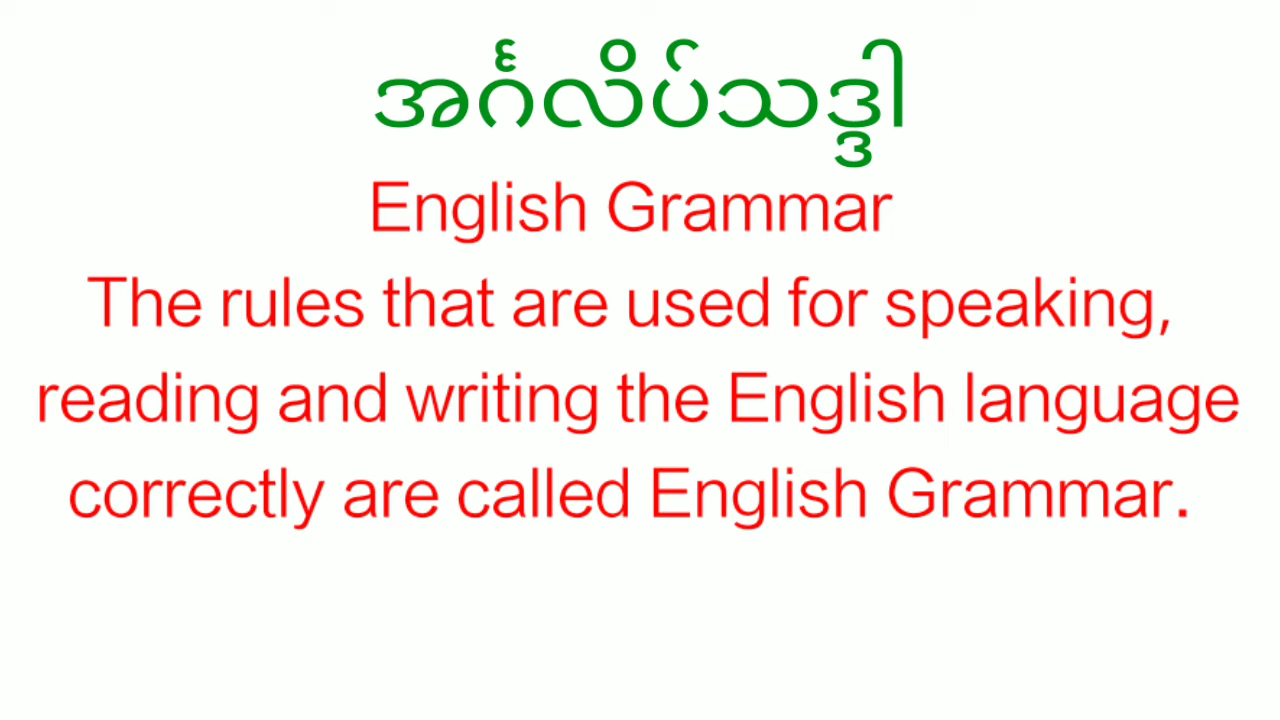 အင်္ဂလိပ်သဒ္ဒါ
English Grammar
The rules that are used for speaking,
reading and writing the English language
correctly are called English Grammar.